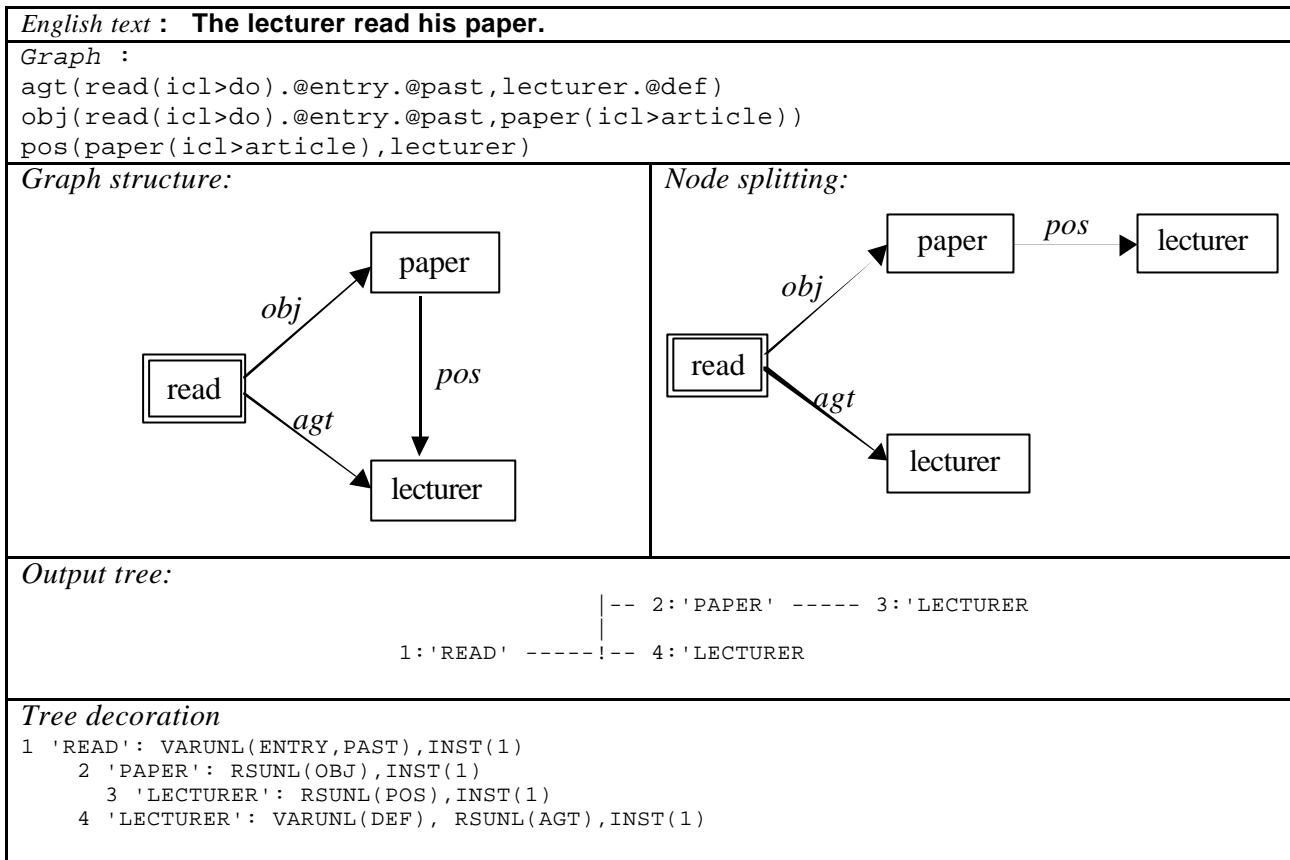 English text : The lecturer read his paper.
Graph :
agt(read(icl>do).@entry.@past,lecturer.@def)
obj(read(icl>do).@entry.@past,paper(icl>article))
pos(paper(icl>article),lecturer)
Graph structure:
paper
obj
read
pos
agt
lecturer
Node splitting:
paper
pos
lecturer
obj
read
agt
lecturer
Output tree:
|-- 2:'PAPER' ----- 3:'LECTURER
|
1:'READ' -----!-- 4:'LECTURER
Tree decoration
1 'READ': VARUNL(ENTRY,PAST),INST(1)
2 'PAPER': RSUNL(OBJ),INST(1)
3 'LECTURER': RSUNL(POS),INST(1)
4 'LECTURER': VARUNL(DEF), RSUNL(AGT),INST(1)